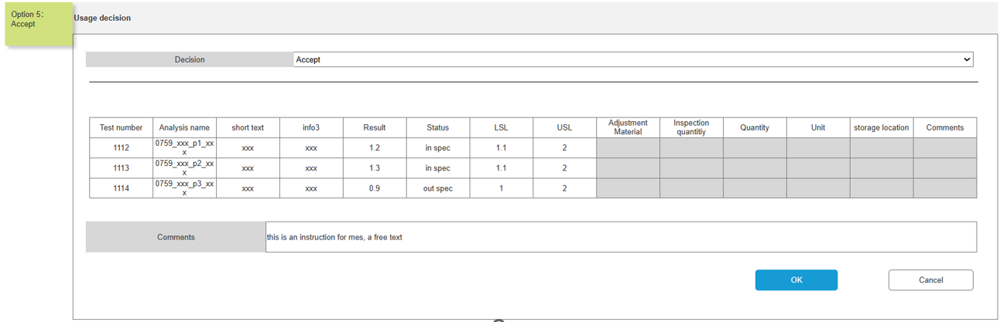 Option 5:
Accept
Usage decision
Decision
Accept
Test number
Analysis name
short text
info3
Result
Status
LSL
USL
Adjustment
Material
Inspection
quantitiy
Quantity
Unit
storage location
Comments
1112
0759_xxx_p1_xx
x
xxx
xxx
1.2
in spec
1.1
2
1113
0759_xxx_p2_xx
x
xxx
xxx
1.3
in spec
1.1
2
1114
0759_xxx_p3_xx
x
xxx
xxx
0.9
out spec
1
2
Comments
this is an instruction for mes, a free text
OK
Cancel